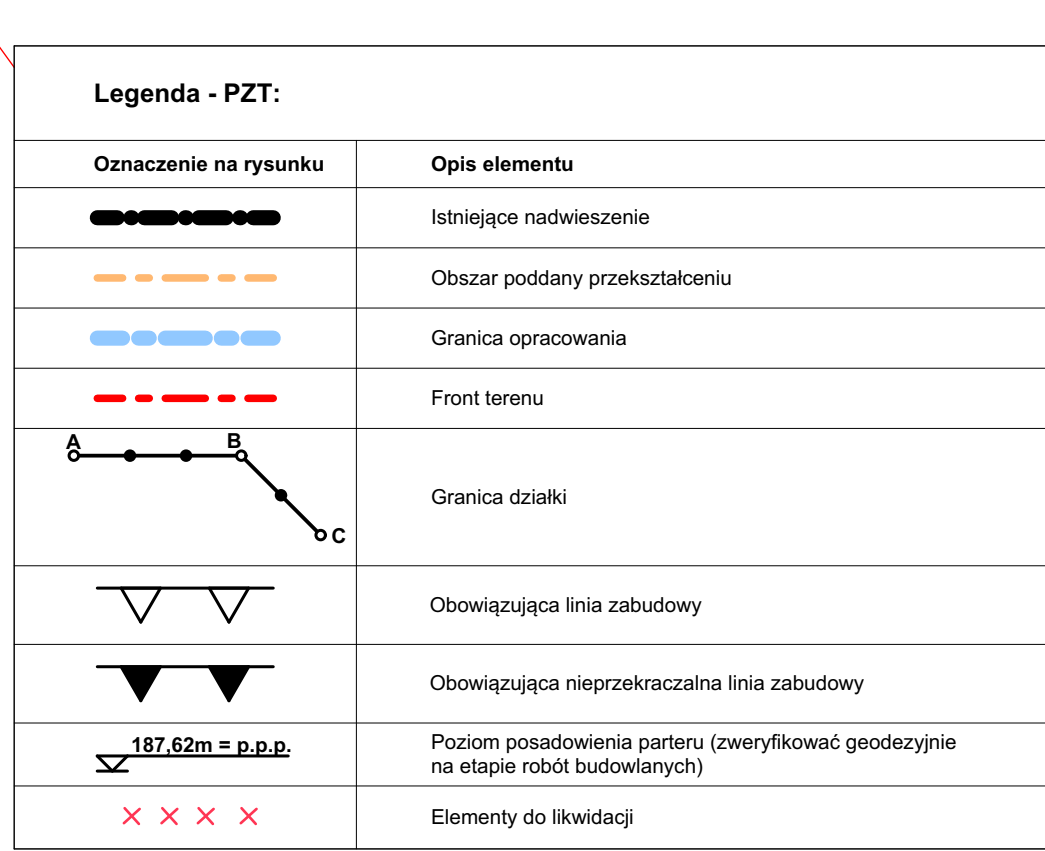 Legenda - PZT:
Oznaczenie na rysunku
Opis elementu
Istniejące nadwieszenie
Obszar poddany przekształceniu
Granica opracowania
Front terenu
A
B
C
Granica działki
Obowiązująca linia zabudowy
Obowiązująca nieprzekraczalna linia zabudowy
187,62m = p.p.p.
Poziom posadowienia parteru (zweryfikować geodezyjnie
na etapie robót budowlanych)
Elementy do likwidacji